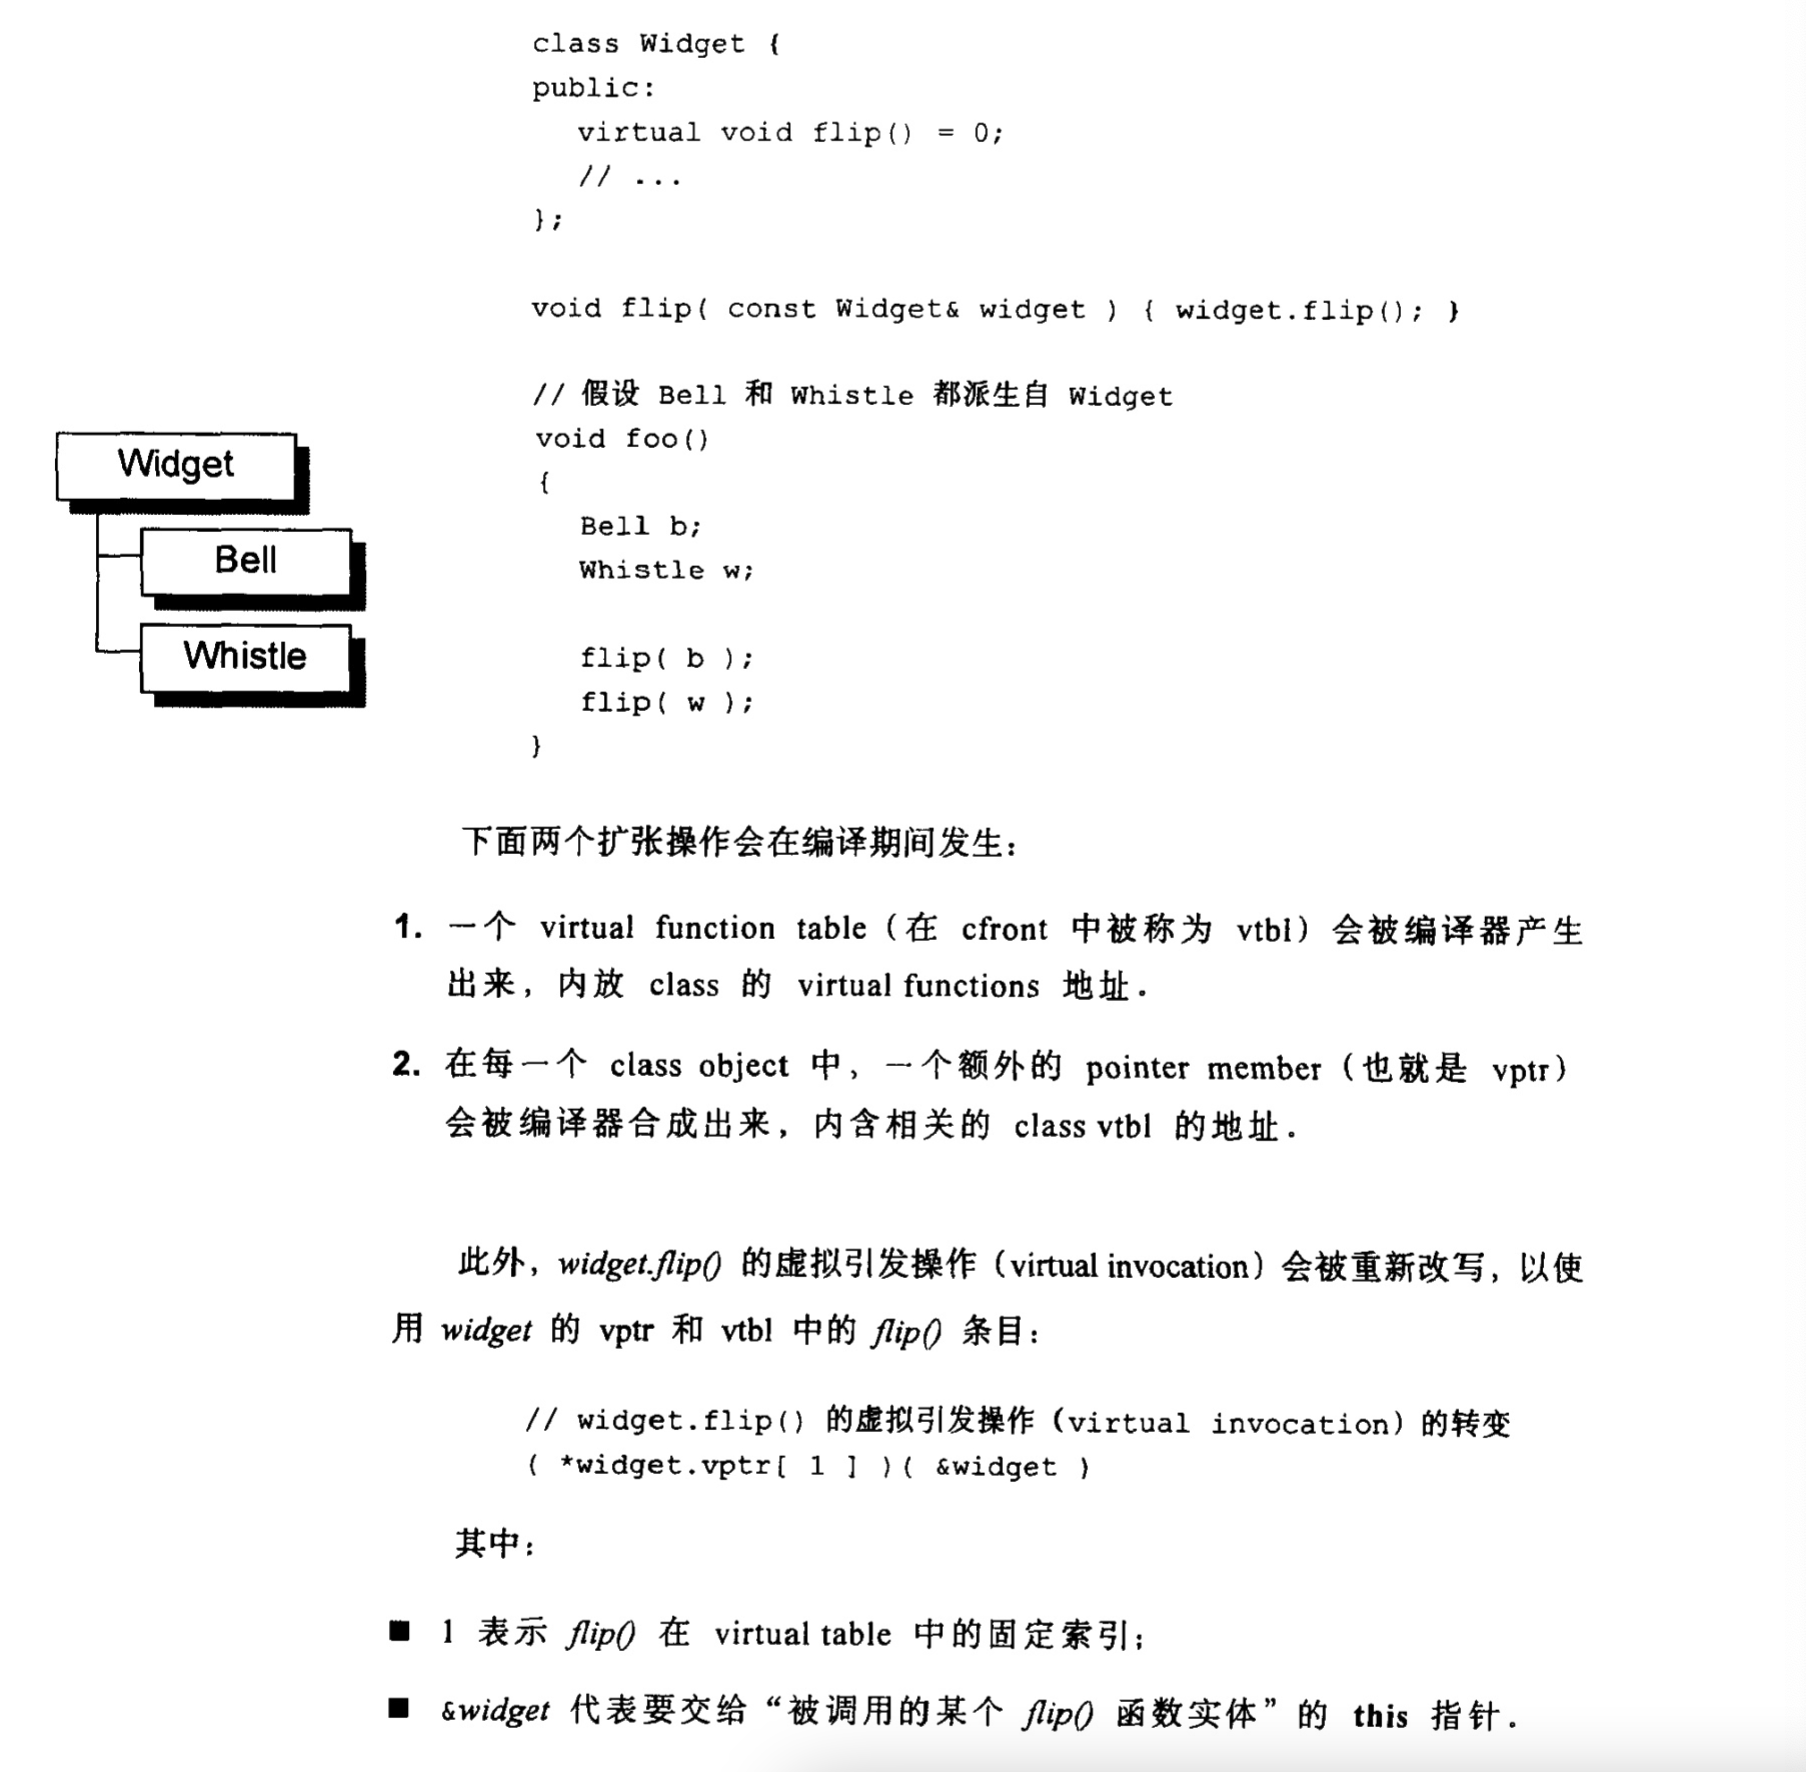 class Widget {
public:
virtual void flip() = 0;
// ...
};
void flip( const Widget& widget ) { widget.flip(); }
// 假设 Bell 和 Whistle 都派生自 Widget
void foo()
{
Bell b;
Whistle w;
flip( b );
flip( w );
}
Widget
Bell
Whistle
下面两个扩张操作会在编译期间发生：
1. 一个 virtual function table（在 cfront 中被称为 vtbl）会被编译器产生
出来，内放 class 的 virtual functions 地址．
2. 在每一个 class object 中，一个额外的 pointer member（也就是 vptr）
会被编译器合成出来，内含相关的 class vtbl 的地址．
此外，widget.flip() 的虚拟引发操作（virtual invocation）会被重新改写，以使
用 widget 的 vptr 和 vtbl 中的 flip() 条目：
// widget.flip() 的虚拟引发操作（virtual invocation）的转变
( *widget.vptr[ 1 ] )( &widget )
其中：
■ 1 表示 flip() 在 virtual table 中的固定索引；
■ &widget 代表要交给“被调用的某个 flip() 函数实体”的 this 指针．